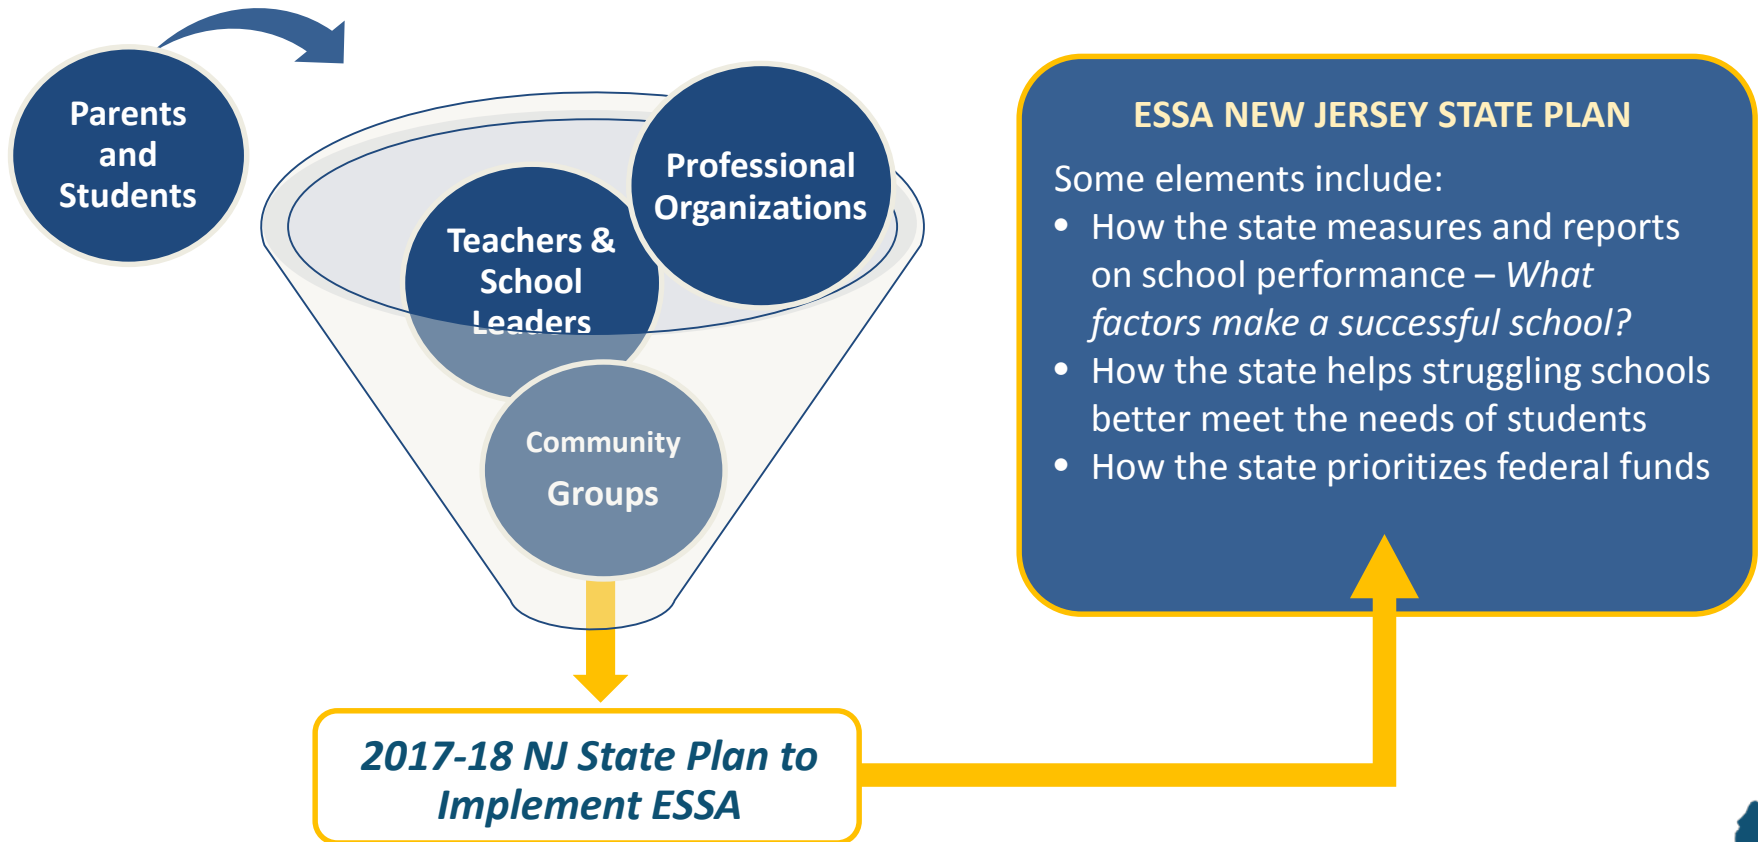 Parents
and
Students
Professional
Organizations
Teachers &
School
Leaders
Community
Groups
2017-18 NJ State Plan to
Implement ESSA
ESSA NEW JERSEY STATE PLAN
Some elements include:
• How the state measures and reports
on school performance – What
factors make a successful school?
• How the state helps struggling schools
better meet the needs of students
• How the state prioritizes federal funds